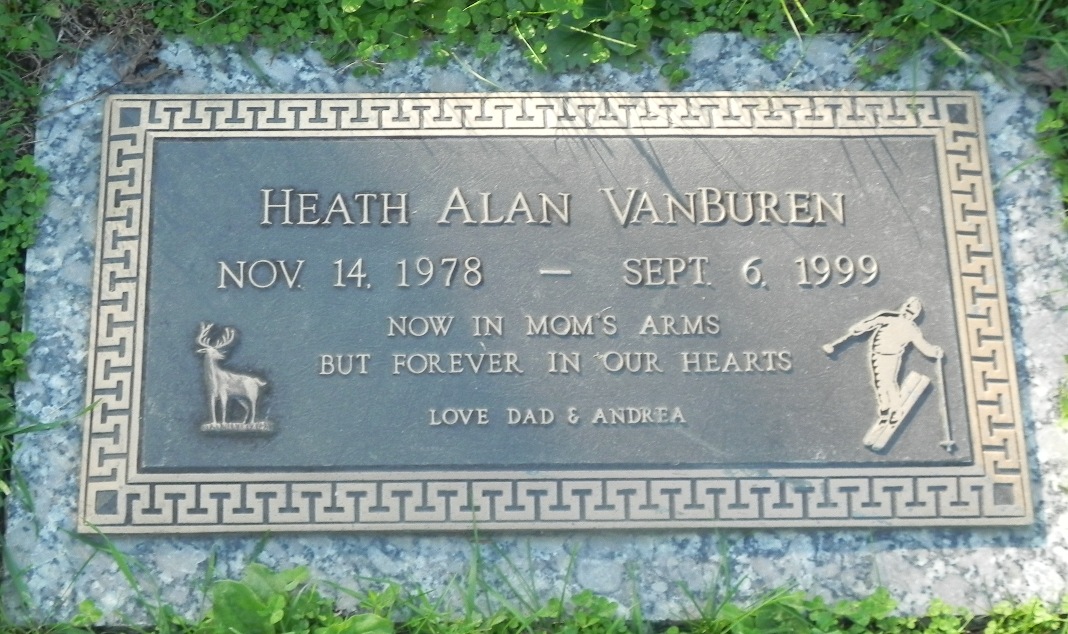 HEATH ALAN VANBUREN
NOV. 14, 1978 — SEPT. 6, 1999
NOW IN MOM'S ARMS
BUT FOREVER IN OUR HEARTS
LOVE DAD & ANDREA